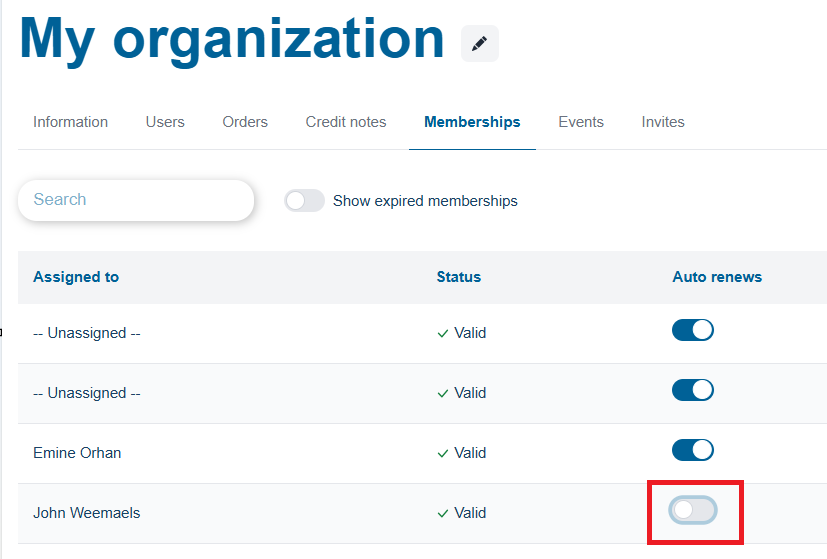 My organization
Information Users Orders Credit notes Memberships Events Invites
Search Show expired memberships
Assigned to Status Auto renews
-- Unassigned -- Valid
-- Unassigned -- Valid
Emine Orhan Valid
John Weemaels Valid